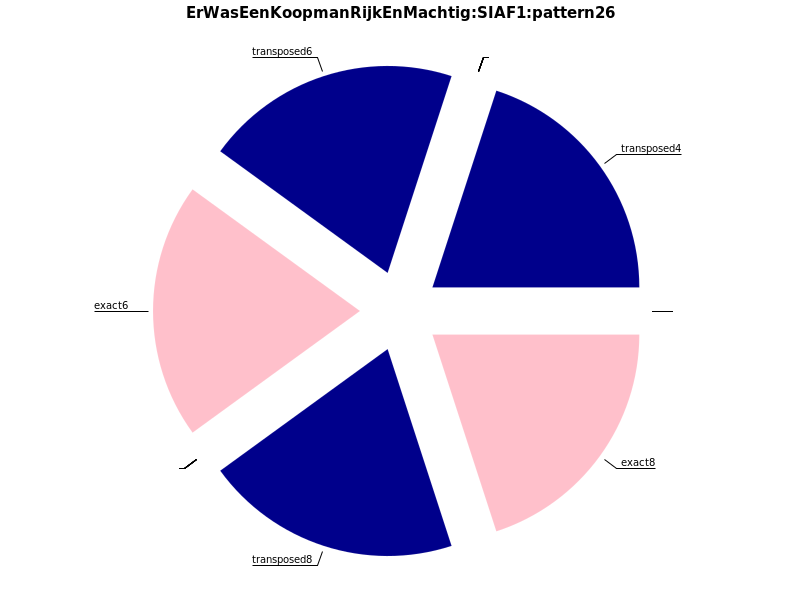 ErWasEenKoopmanRijkEnMachtig:SIAF1:pattern26
transposed6
transposed4
exact6
exact8
transposed8